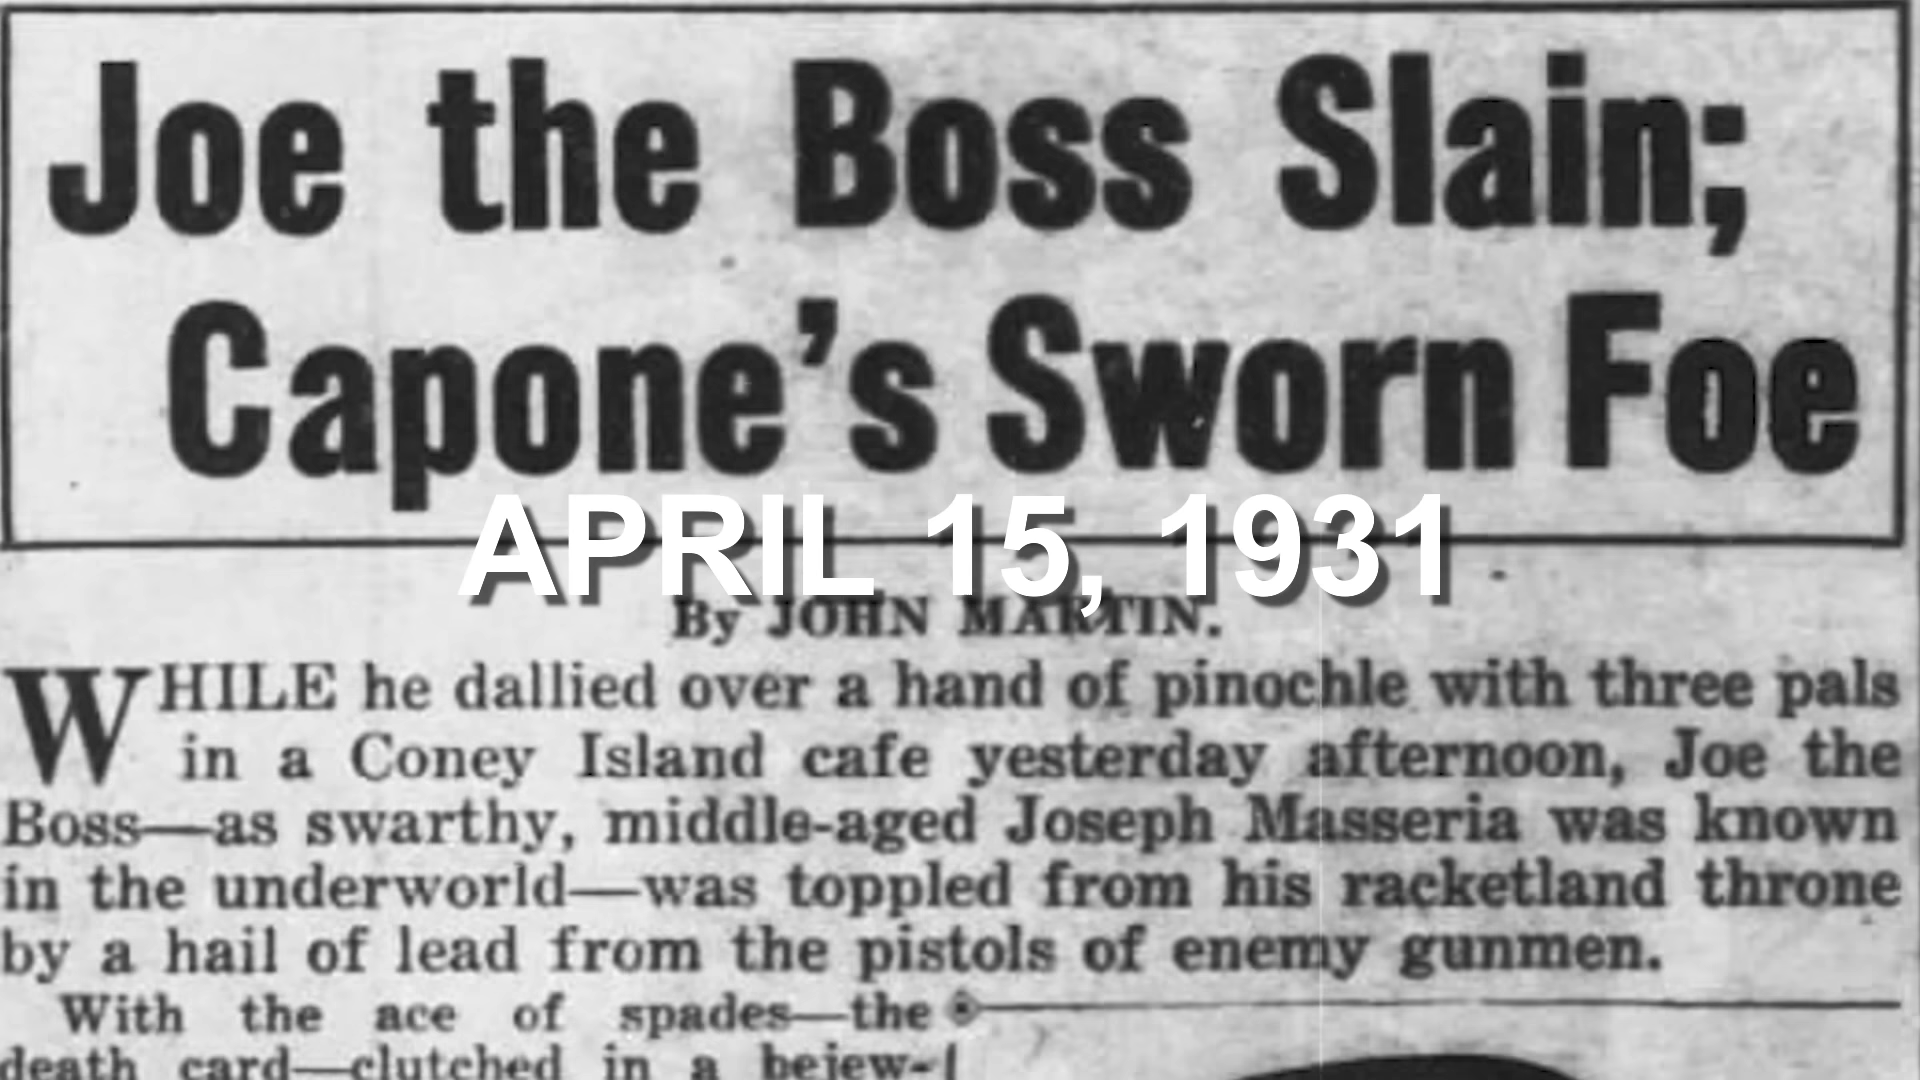 Joe the Boss Slain;
Capone's Sworn Foe
APRIL 15, 1931
By JOHN MARTIN.
WHILE he dallied over a hand of pinochle with three pals
in a Coney Island cafe yesterday afternoon, Joe the
Boss—as swarthy, middle-aged Joseph Masseria was known
in the underworld—was toppled from his racketland throne
by a hail of lead from the pistols of enemy gunmen.
With the ace of spades—the
death card—clutched in a bejew-